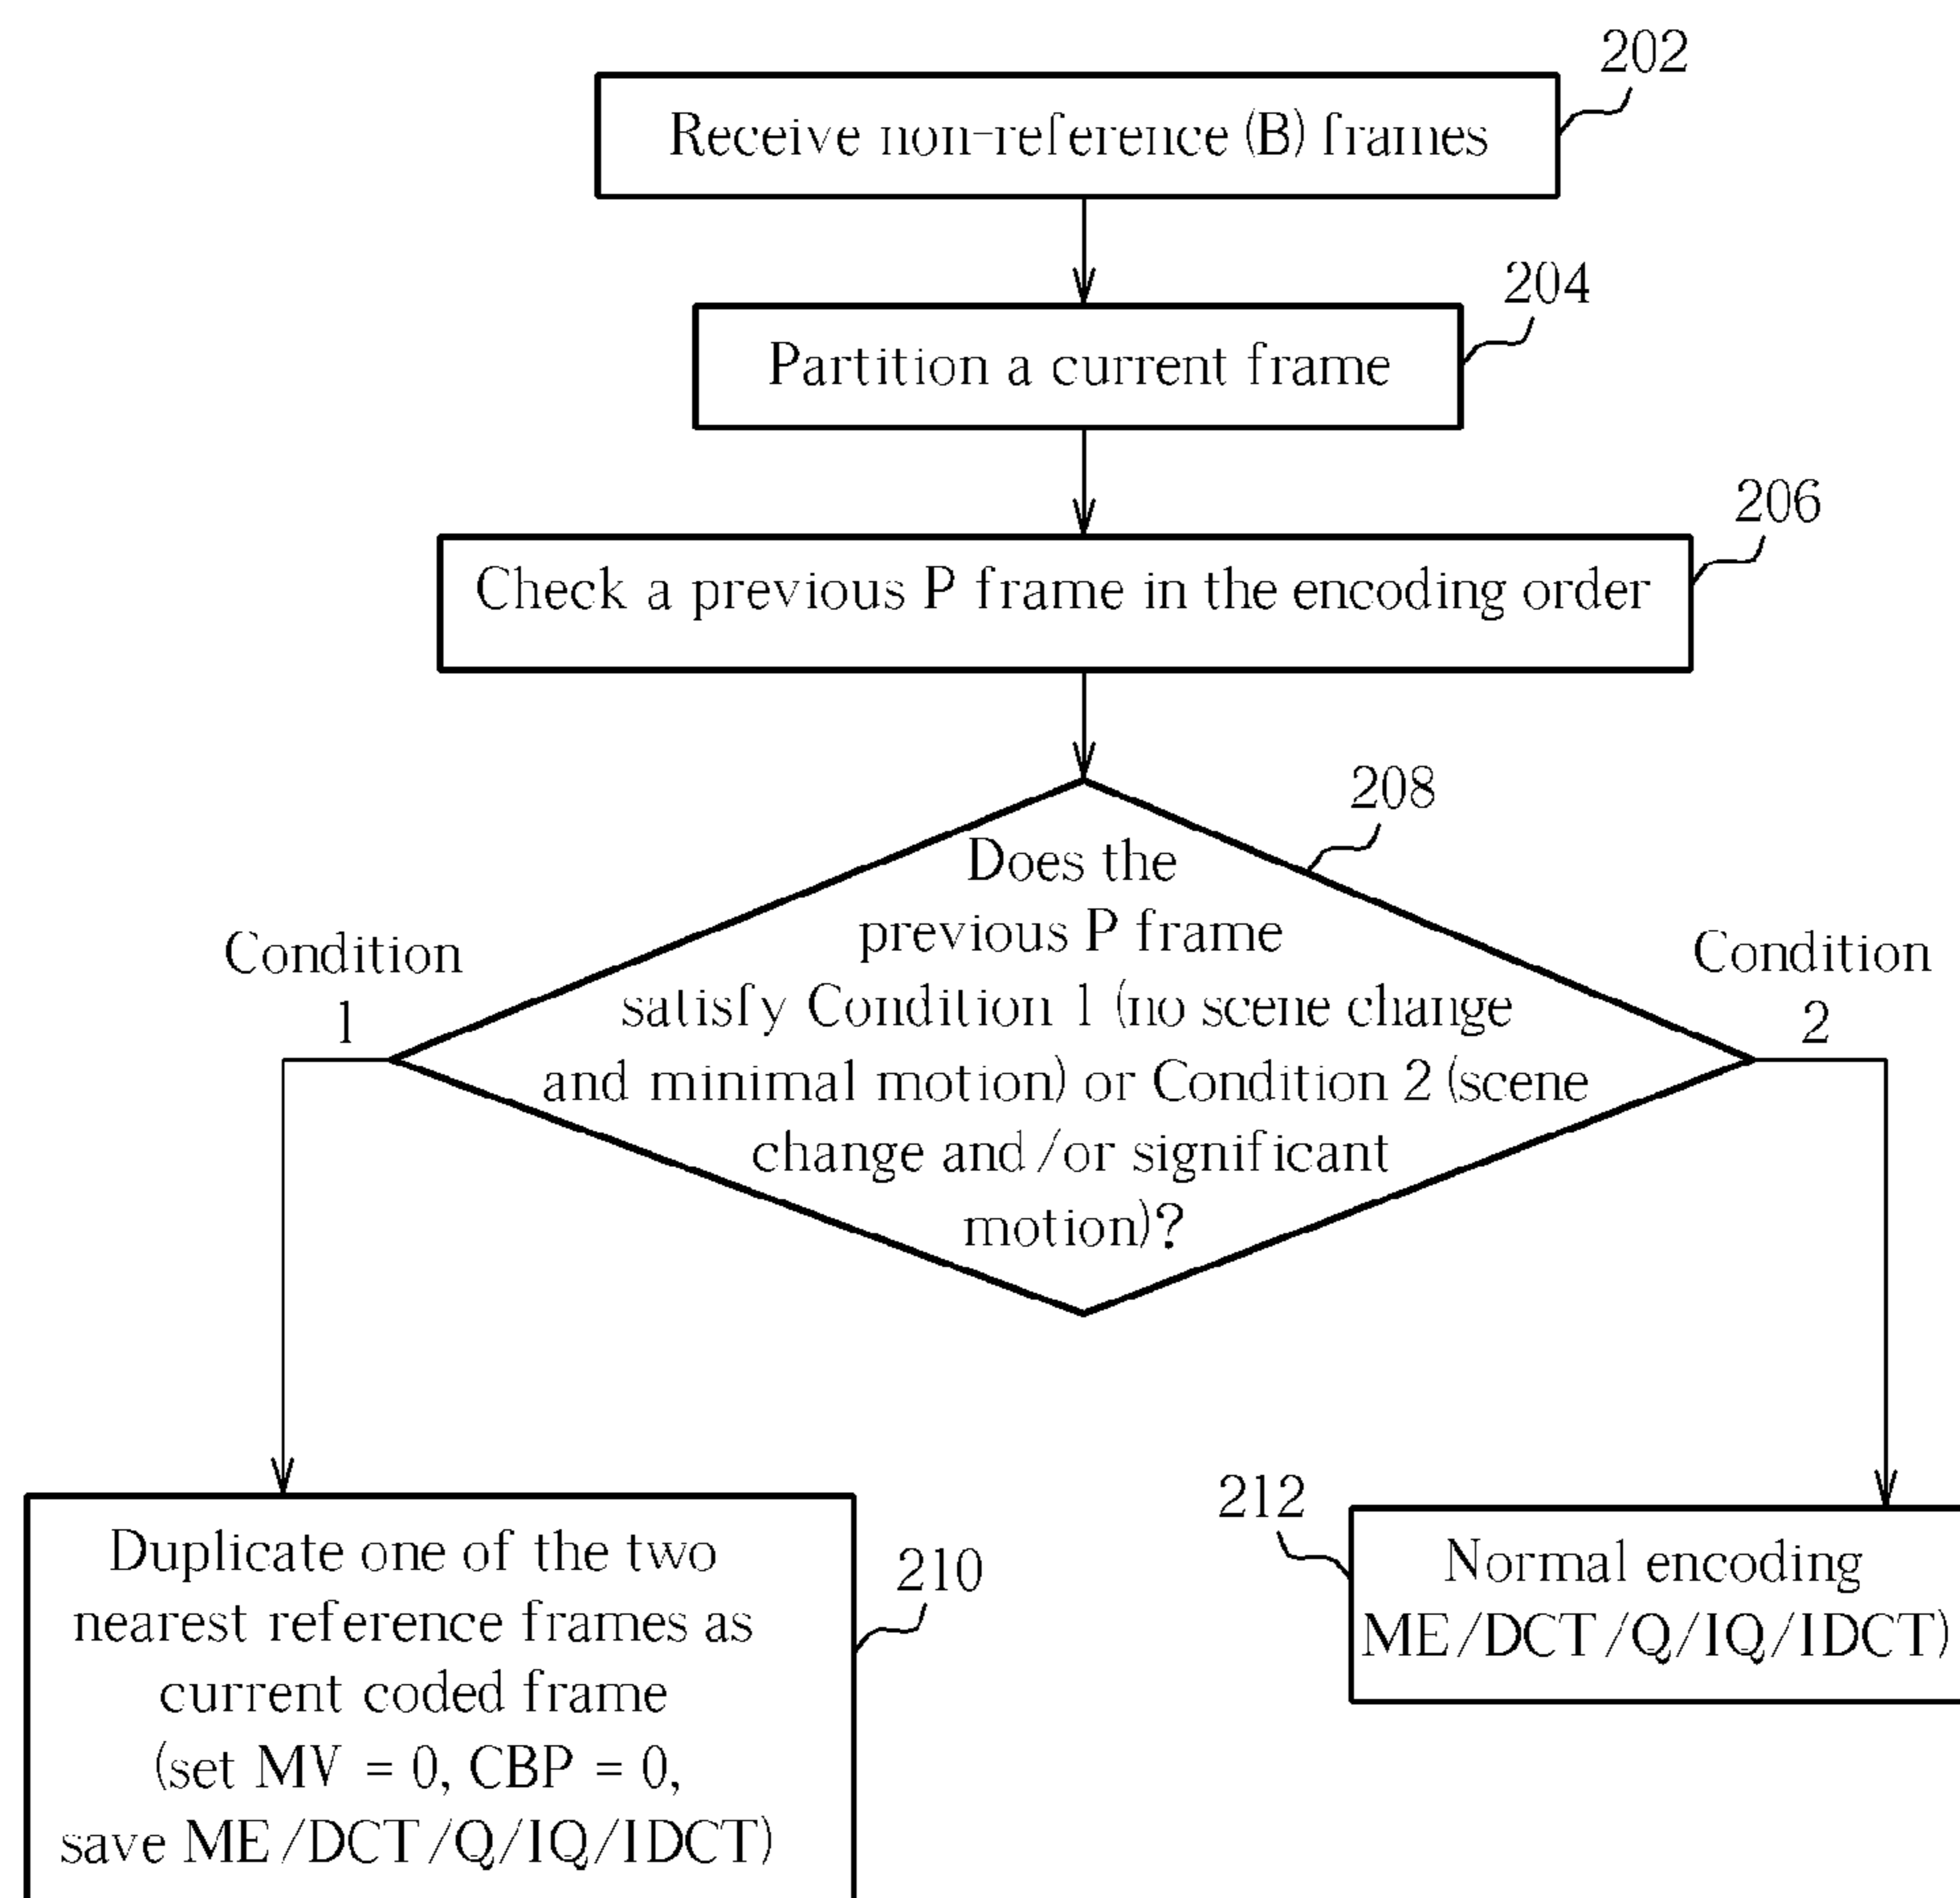 202
Receive non-reference (B) frames
204
Partition a current frame
206
Check a previous P frame in the encoding order
208
Does the
previous P frame
satisfy Condition 1 (no scene change
and minimal motion) or Condition 2 (scene
change and/or significant
motion)?
Condition
1
Condition
2
Duplicate one of the two
nearest reference frames as
current coded frame
(set MV = 0, CBP = 0,
save ME/DCT/Q/IQ/IDCT)
210
212
Normal encoding
ME/DCT/Q/IQ/IDCT)